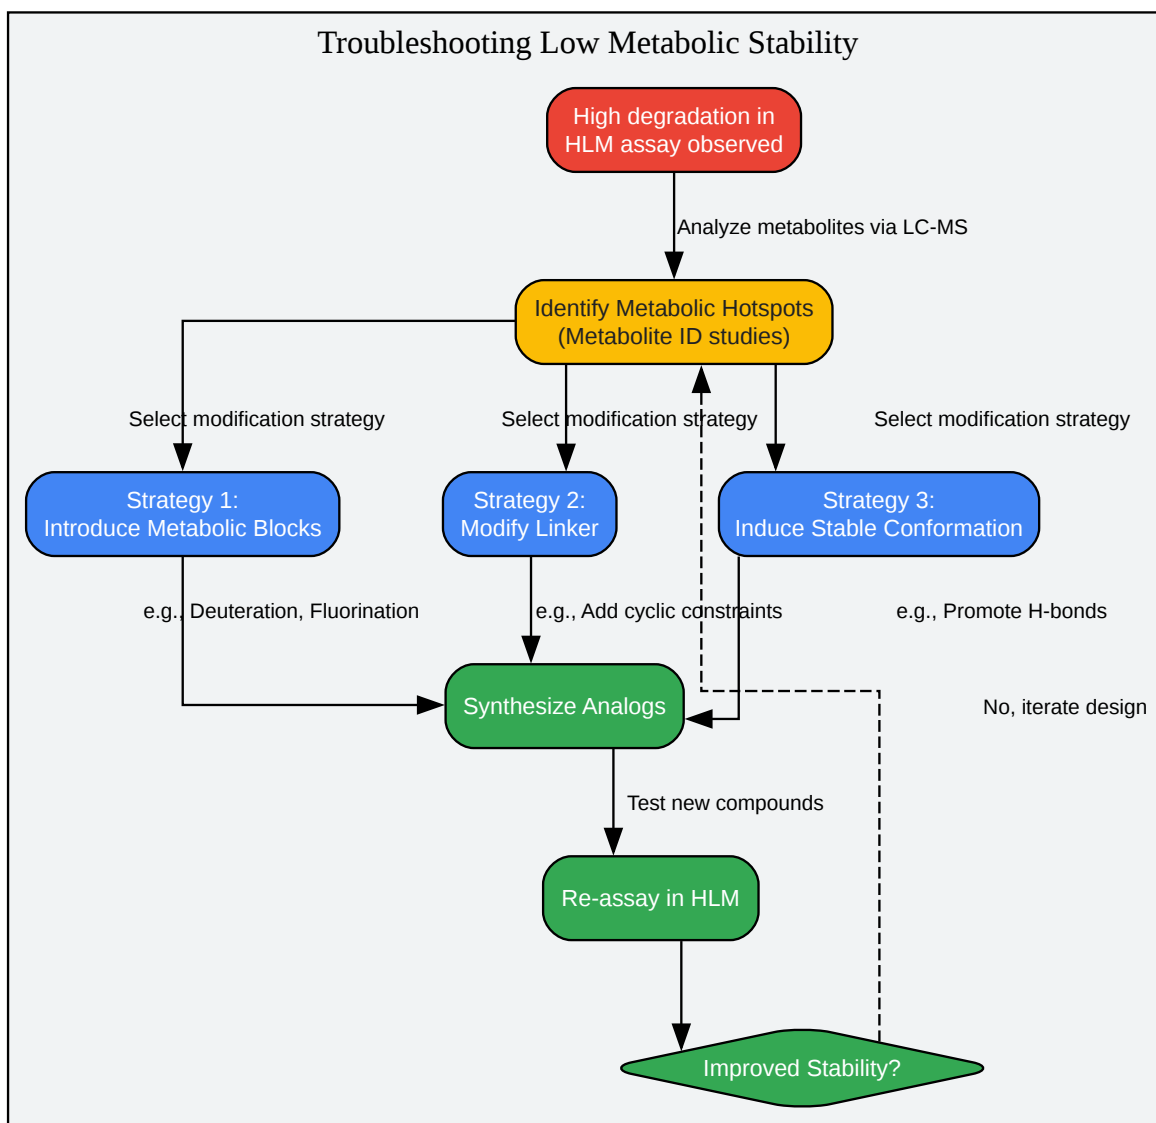 Troubleshooting Low Metabolic Stability
High degradation in
HLM assay observed
Analyze metabolites via LC-MS
Identify Metabolic Hotspots
(Metabolite ID studies)
Select modification strategy
Select modification strategy
Select modification strategy
Strategy 1:
Introduce Metabolic Blocks
Strategy 2:
Modify Linker
Strategy 3:
Induce Stable Conformation
e.g., Deuteration, Fluorination
e.g., Add cyclic constraints
e.g., Promote H-bonds
Synthesize Analogs
No, iterate design
Test new compounds
Re-assay in HLM
Improved Stability?